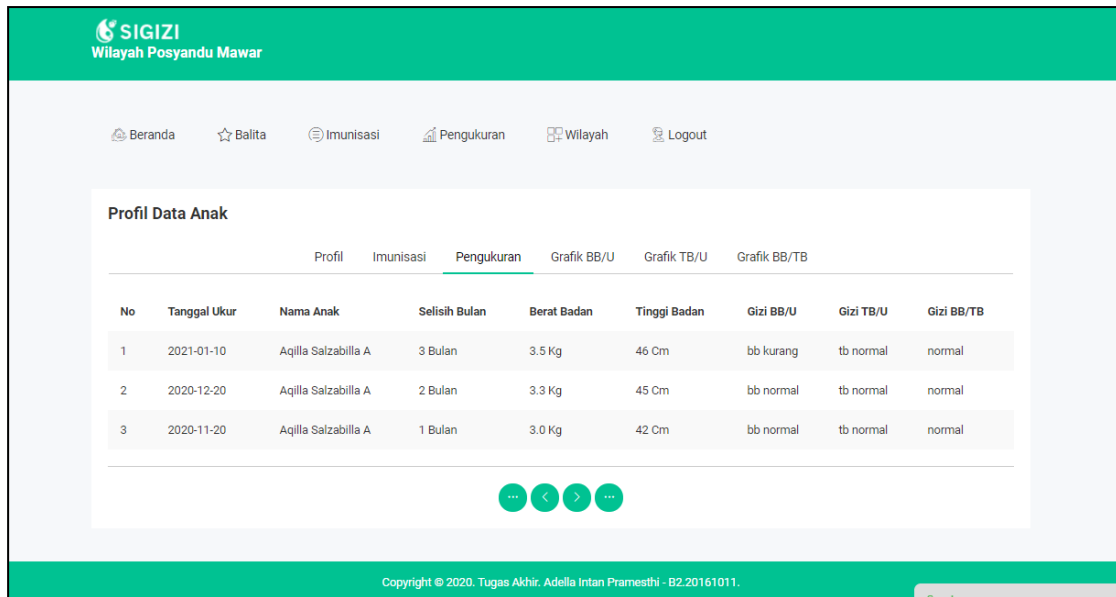 SIGIZI
Wilayah Posyandu Mawar
Beranda Balita Imunisasi Pengukuran Wilayah Logout
Profil Data Anak
Profil Imunisasi Pengukuran Grafik BB/U Grafik TB/U Grafik BB/TB
No Tanggal Ukur Nama Anak Selisih Bulan Berat Badan Tinggi Badan Gizi BB/U Gizi TB/U Gizi BB/TB
1 2021-01-10 Aqilla Salzabilla A 3 Bulan 3.5 Kg 46 Cm bb kurang tb normal normal
2 2020-12-20 Aqilla Salzabilla A 2 Bulan 3.3 Kg 45 Cm bb normal tb normal normal
3 2020-11-20 Aqilla Salzabilla A 1 Bulan 3.0 Kg 42 Cm bb normal tb normal normal
... < > ...
Copyright © 2020. Tugas Akhir. Adella Intan Pramesthi - B2.20161011.